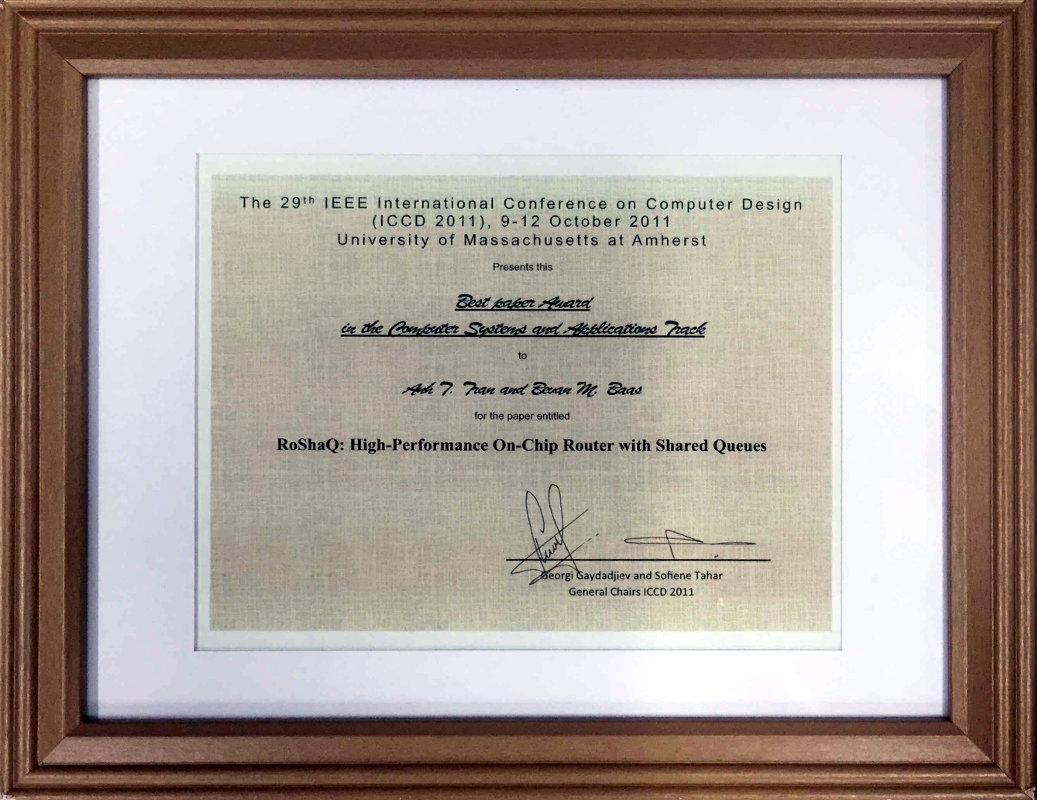 The 29th IEEE International Conference on Computer Design
(ICCD 2011), 9-12 October 2011
University of Massachusetts at Amherst
Presents this
Best paper Award
in the Computer Systems and Applications Track
to
Anh T. Tran and Bevan M. Baas
for the paper entitled
RoShaQ: High-Performance On-Chip Router with Shared Queues
Georgi Gaydadjiev and Sofiene Tahar
General Chairs ICCD 2011